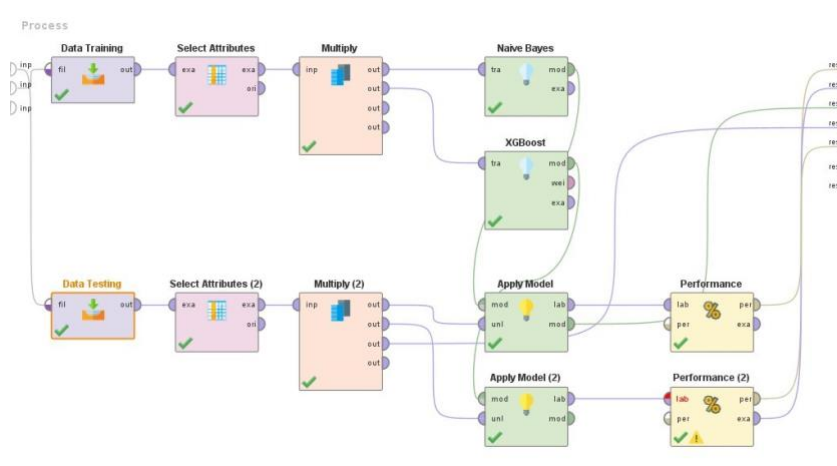 Process
Data Training
Select Attributes
Multiply
Naive Bayes
inp
inp
inp
fil
out
exa
exa
ori
inp
out
out
out
out
tra
mod
exa
XGBoost
tra
mod
wei
exa
Data Testing
Select Attributes (2)
Multiply (2)
Apply Model
Performance
fil
out
exa
exa
ori
inp
out
out
out
out
mod
lab
unl
mod
lab
per
per
exa
Apply Model (2)
Performance (2)
mod
lab
unl
mod
lab
per
per
exa
res
res
res
res
res
res
res